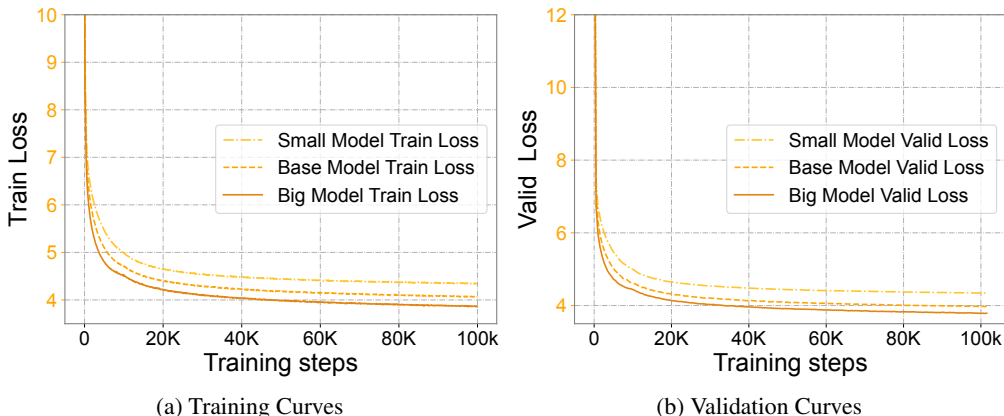 10
9
8
7
6
5
4
Train Loss
Small Model Train Loss
Base Model Train Loss
Big Model Train Loss
0
20K
40K
60K
80K
100k
Training steps
(a) Training Curves
12
10
8
6
4
Valid Loss
Small Model Valid Loss
Base Model Valid Loss
Big Model Valid Loss
0
20K
40K
60K
80K
100k
Training steps
(b) Validation Curves